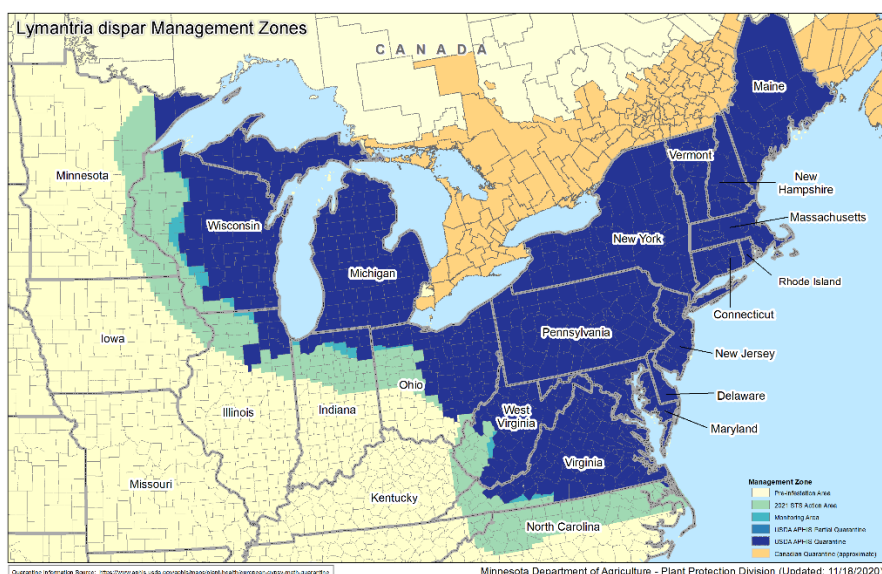 Lymantria dispar Management Zones
CANADA
Maine
Minnesota
Vermont
New
Hampshire
Massachusetts
Wisconsin
New York
Michigan
Rhode Island
Connecticut
Iowa
Pennsylvania
New Jersey
Ohio
Delaware
Illinois
Indiana
West
Virginia
Maryland
Virginia
Missouri
Kentucky
North Carolina
Management Zone
Pre-infestation Area
2021 STS Action Area
Monitoring Area
USDA APHIS Partial Quarantine
USDA APHIS Quarantine
Canadian Quarantine (approximate)
Quarantine Information Source:
Minnesota Department of Agriculture - Plant Protection Division (Updated: 11/18/2020)